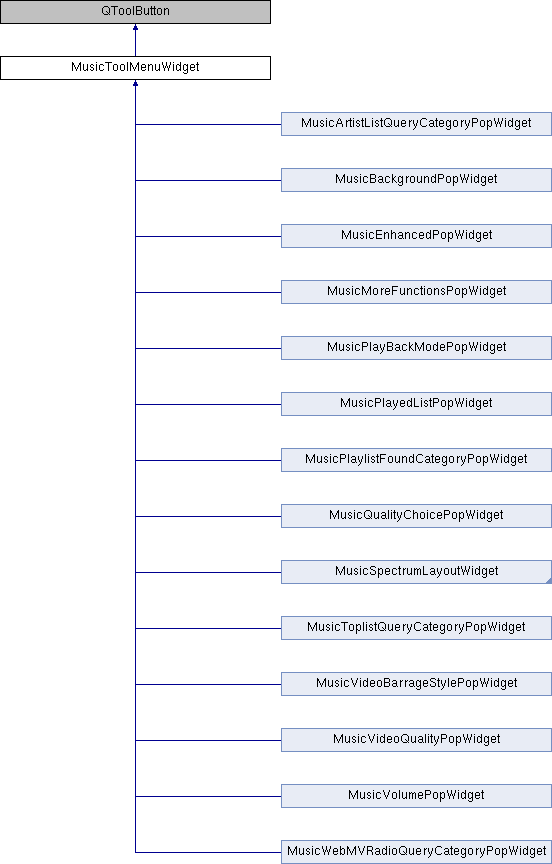 QToolButton
MusicToolMenuWidget
MusicArtistListQueryCategoryPopWidget
MusicBackgroundPopWidget
MusicEnhancedPopWidget
MusicMoreFunctionsPopWidget
MusicPlayBackModePopWidget
MusicPlayedListPopWidget
MusicPlaylistFoundCategoryPopWidget
MusicQualityChoicePopWidget
MusicSpectrumLayoutWidget
MusicToplistQueryCategoryPopWidget
MusicVideoBarrageStylePopWidget
MusicVideoQualityPopWidget
MusicVolumePopWidget
MusicWebMVRadioQueryCategoryPopWidget